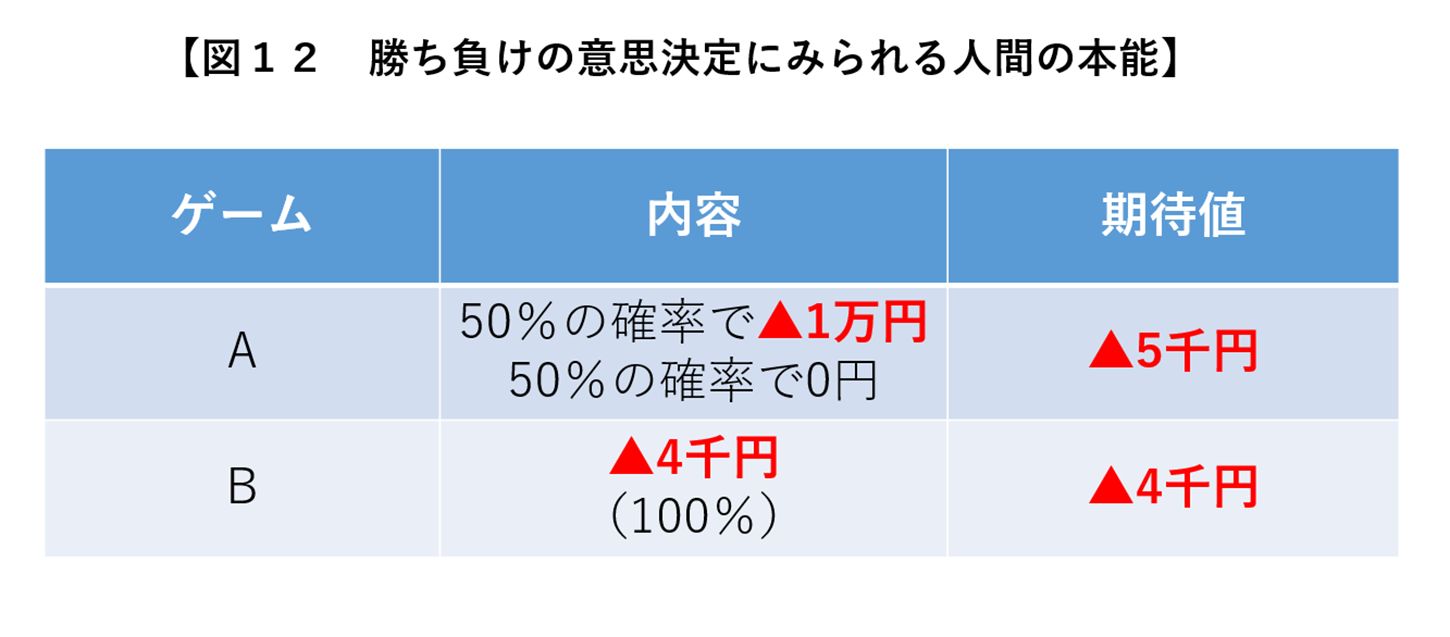 【図１２　勝ち負けの意思決定にみられる人間の本能】
ゲーム
内容
期待値
A
50％の確率で▲1万円
50％の確率で0円
▲5千円
B
▲4千円
（100％）
▲4千円